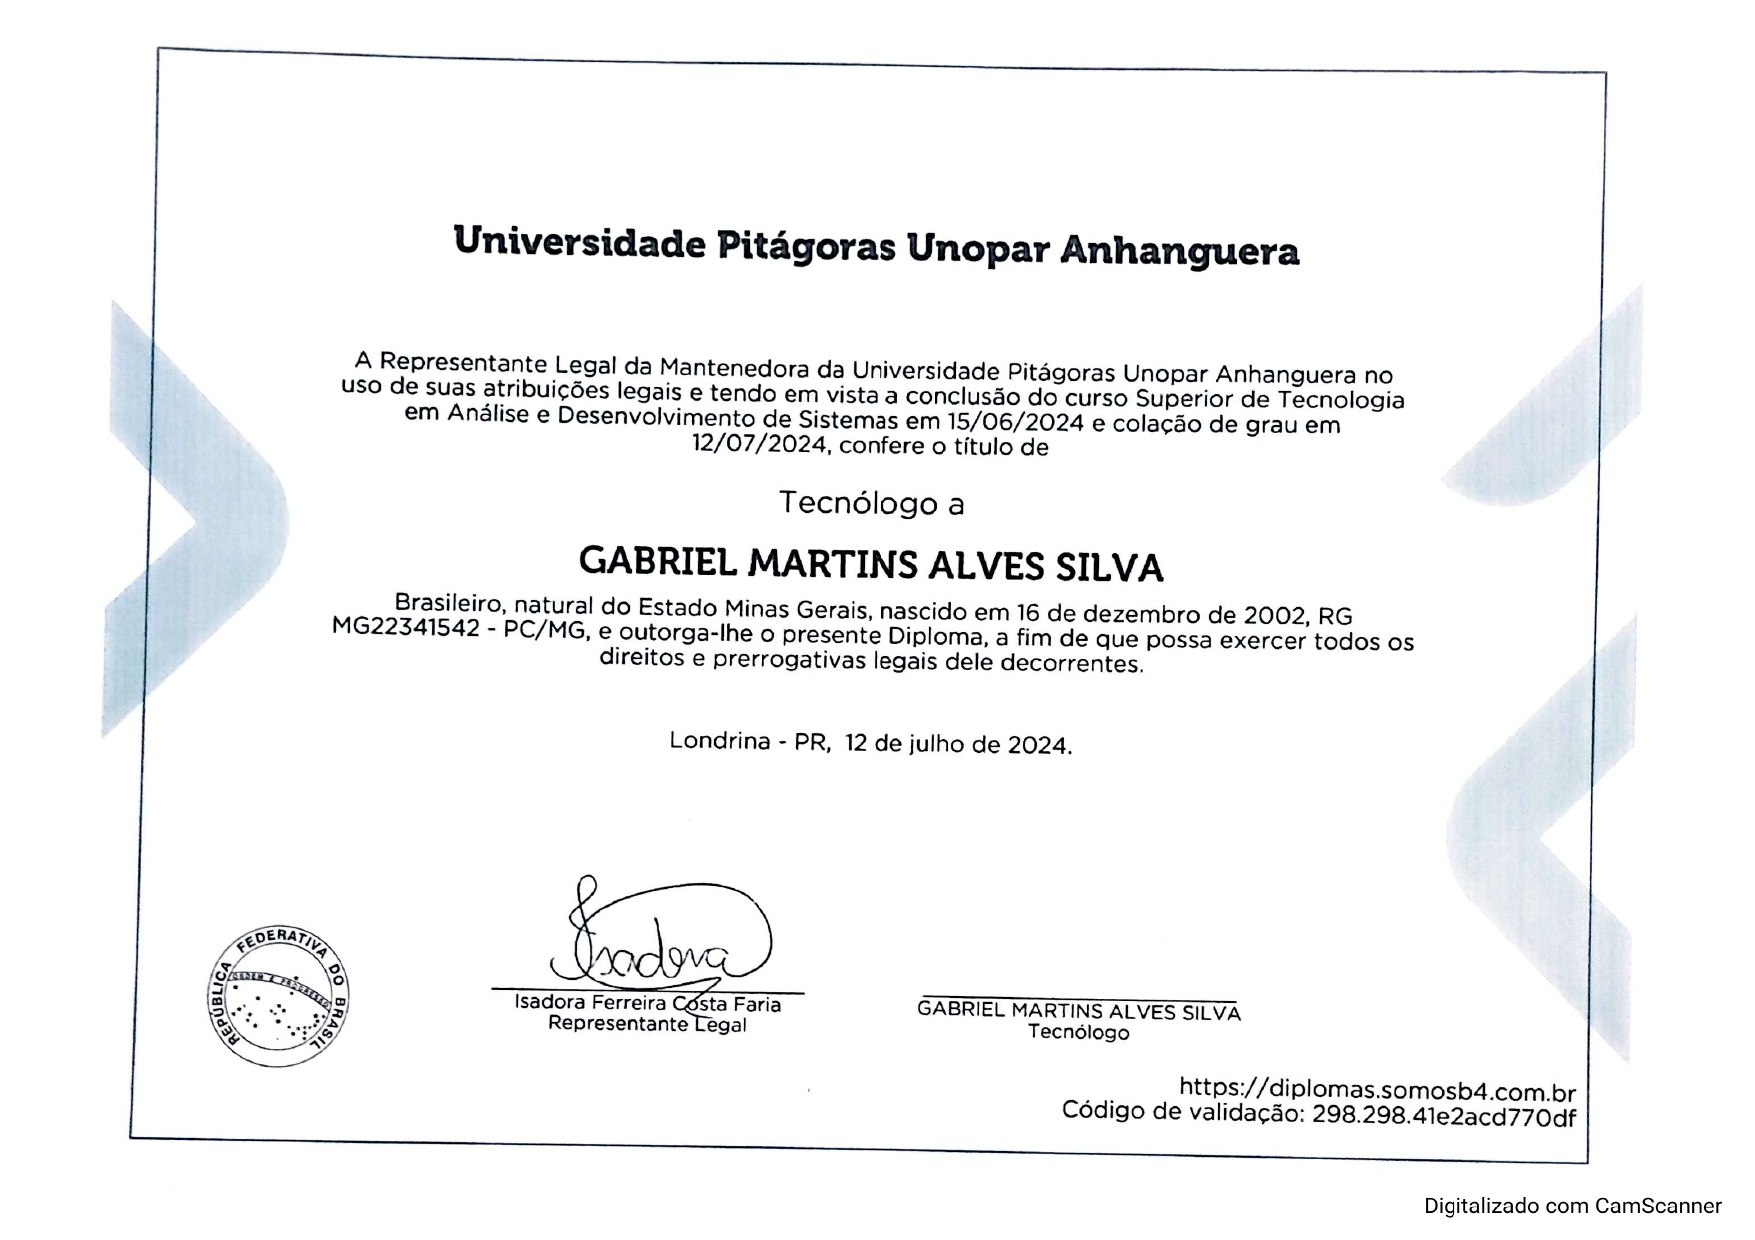 Universidade Pitágoras Unopar Anhanguera
A Representante Legal da Mantenedora da Universidade Pitágoras Unopar Anhanguera no
uso de suas atribuições legais e tendo em vista a conclusão do curso Superior de Tecnologia
em Análise e Desenvolvimento de Sistemas em 15/06/2024 e colação de grau em
12/07/2024, confere o título de
Tecnólogo a
GABRIEL MARTINS ALVES SILVA
Brasileiro, natural do Estado Minas Gerais, nascido em 16 de dezembro de 2002, RG
MG22341542 - PC/MG, e outorga-lhe o presente Diploma, a fim de que possa exercer todos os
direitos e prerrogativas legais dele decorrentes.
Londrina - PR, 12 de julho de 2024.
Isadora
Isadora Ferreira Costa Faria
Representante Legal
GABRIEL MARTINS ALVES SILVA
Tecnólogo
REPÚBLICA FEDERATIVA DO BRASIL
ORDEM E PROGRESSO
https://diplomas.somosb4.com.br
Código de validação: 298.298.41e2acd770df
Digitalizado com CamScanner